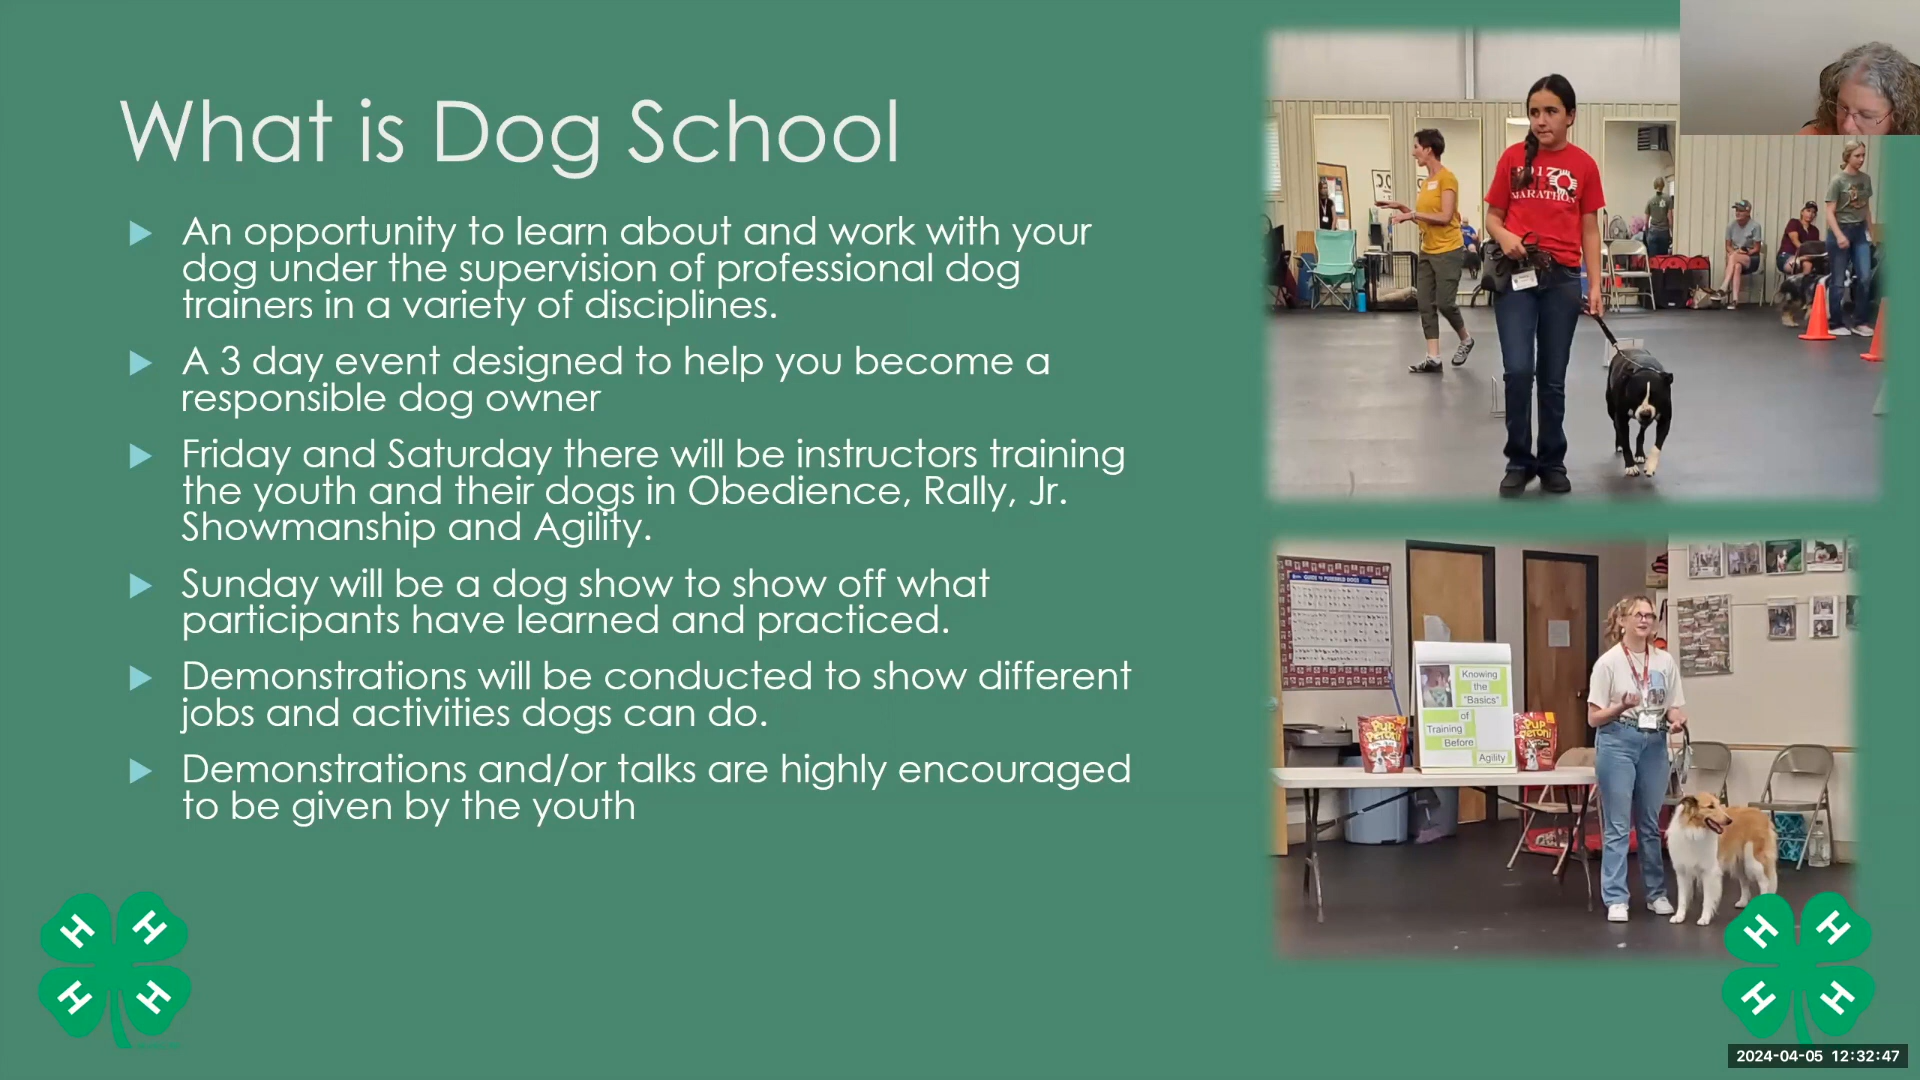 What is Dog School
An opportunity to learn about and work with your
dog under the supervision of professional dog
trainers in a variety of disciplines.
A 3 day event designed to help you become a
responsible dog owner
Friday and Saturday there will be instructors training
the youth and their dogs in Obedience, Rally, Jr.
Showmanship and Agility.
Sunday will be a dog show to show off what
participants have learned and practiced.
Demonstrations will be conducted to show different
jobs and activities dogs can do.
Demonstrations and/or talks are highly encouraged
to be given by the youth
MARATHON
Knowing
the
"Basics"
of
Training
Before
Agility
Pup
Peroni
Pup
Peroni
H H
H H
H H
H H
2024-04-05 12:32:47